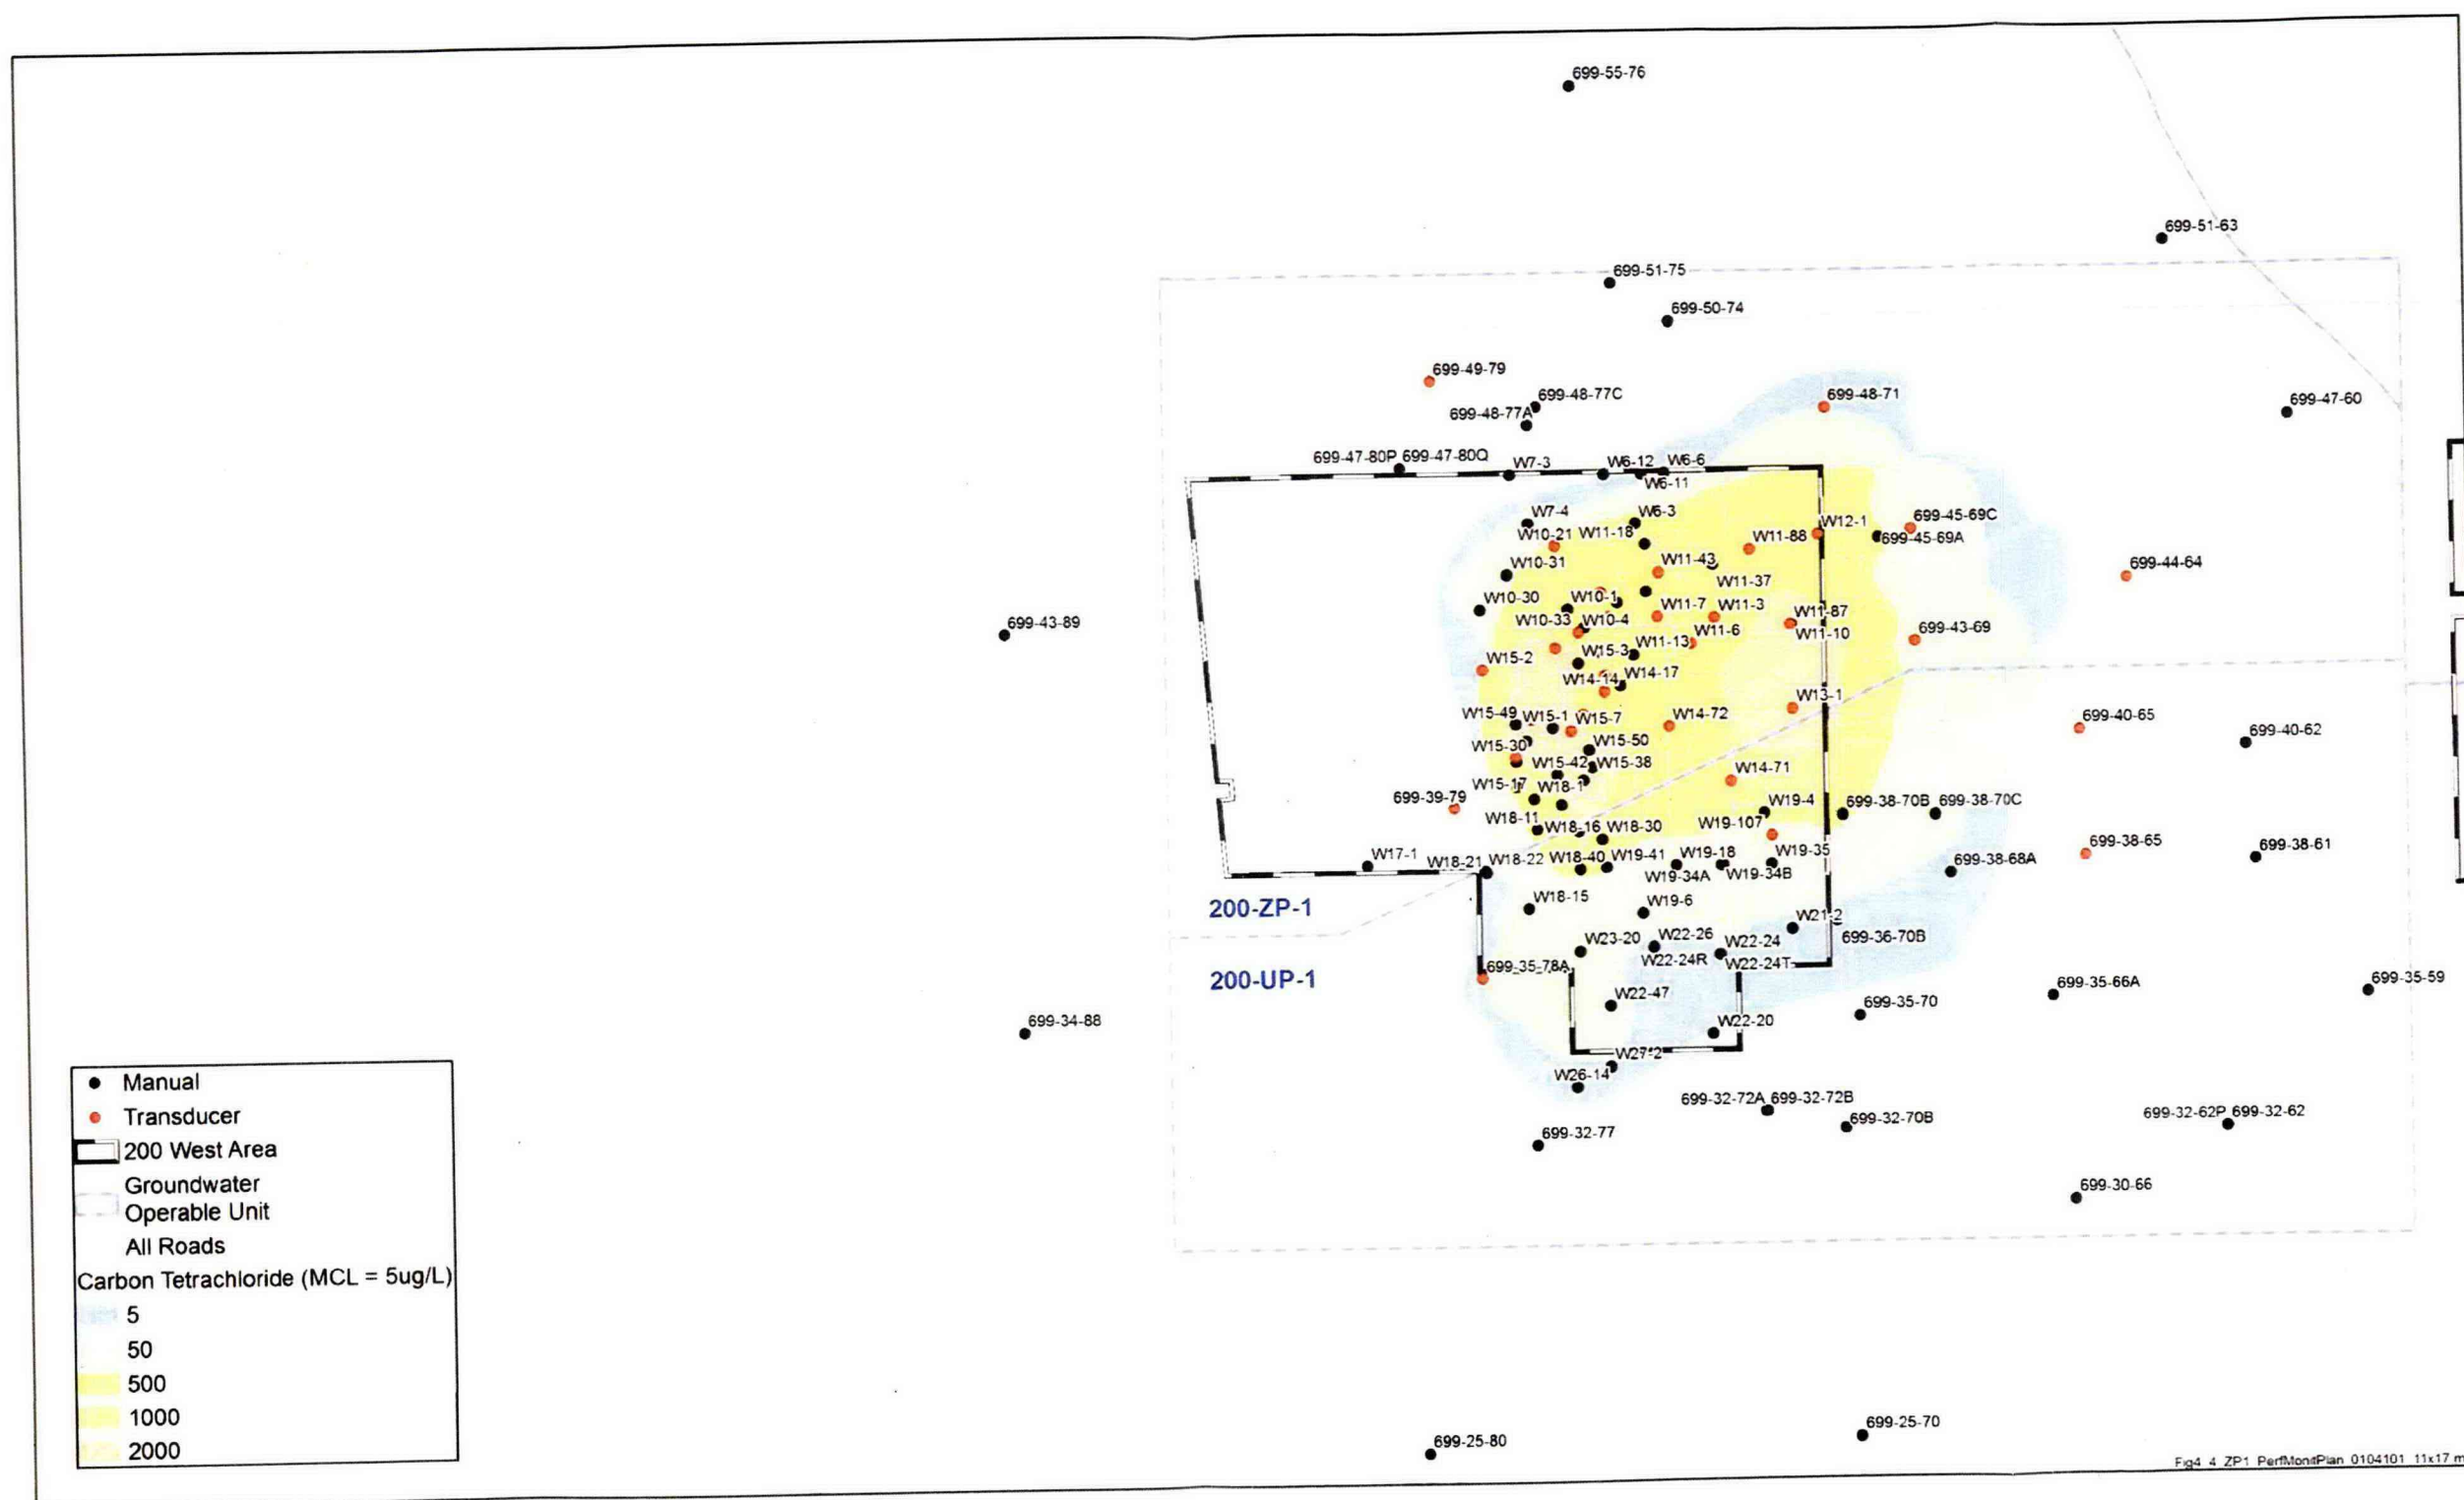 699-55-76
699-51-63
699-51-75
699-50-74
699-49-79
699-48-77C
699-48-71
699-47-60
699-48-77A
699-47-80P 699-47-80Q
W7-3
W6-12
W6-6
W6-11
W7-4
W6-3
W10-21
W11-18
W12-1
699-45-69C
W11-88
699-45-69A
W10-31
W11-43
W11-37
699-44-64
W10-30
W10-1
W11-7
W11-3
W11-87
699-43-89
W10-33
W10-4
W11-6
W11-10
699-43-69
W11-13
W15-2
W15-3
W14-14
W14-17
W13-1
W15-49
W15-1
W15-7
W14-72
699-40-65
699-40-62
W15-30
W15-50
W15-42
W15-38
W14-71
W15-17
W18-1
699-39-79
W19-4
699-38-70B
699-38-70C
W18-11
W18-16
W18-30
W19-107
699-38-65
699-38-61
W17-1
W18-21
W18-22
W18-40
W19-41
W19-18
W19-35
699-38-68A
W19-34A
W19-34B
200-ZP-1
W18-15
W19-6
W21-2
W23-20
W22-26
W22-24
699-36-70B
W22-24R
W22-24T
200-UP-1
699-35-78A
699-35-66A
699-35-59
W22-47
699-35-70
699-34-88
W22-20
W27-2
W26-14
699-32-72A 699-32-72B
699-32-70B
699-32-62P 699-32-62
699-32-77
699-30-66
699-25-70
699-25-80
Manual
Transducer
200 West Area
Groundwater
Operable Unit
All Roads
Carbon Tetrachloride (MCL = 5ug/L)
5
50
500
1000
2000
Fig4_4_ZP1_PerfMonitPlan_0104101_11x17.m